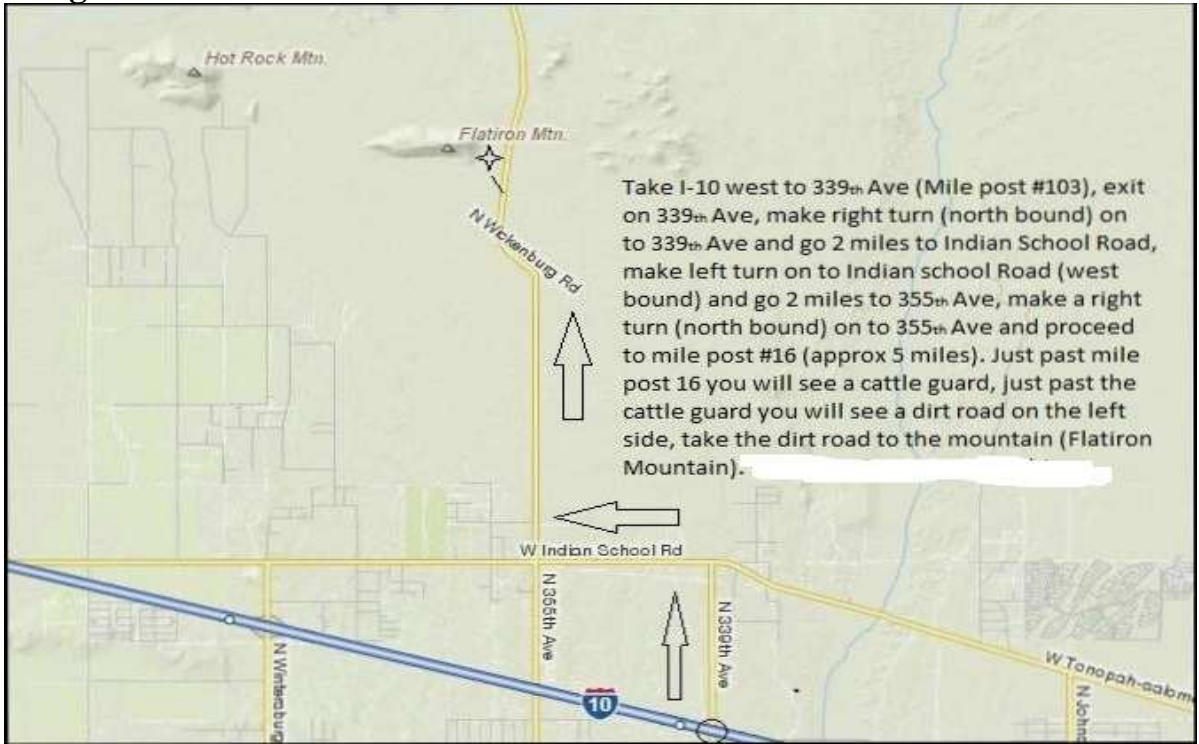 Hot Rock Mtn.
Flatiron Mtn.
Take I-10 west to 339th Ave (Mile post #103), exit
on 339th Ave, make right turn (north bound) on
to 339th Ave and go 2 miles to Indian School Road,
make left turn on to Indian school Road (west
bound) and go 2 miles to 355th Ave, make a right
turn (north bound) on to 355th Ave and proceed
to mile post #16 (approx 5 miles). Just past mile
post 16 you will see a cattle guard, just past the
cattle guard you will see a dirt road on the left
side, take the dirt road to the mountain (Flatiron
Mountain).
N Wickenburg Rd
W Indian School Rd
N 355th Ave
N 339th Ave
N Wintersburg
W Tonopah-
N Johns
10